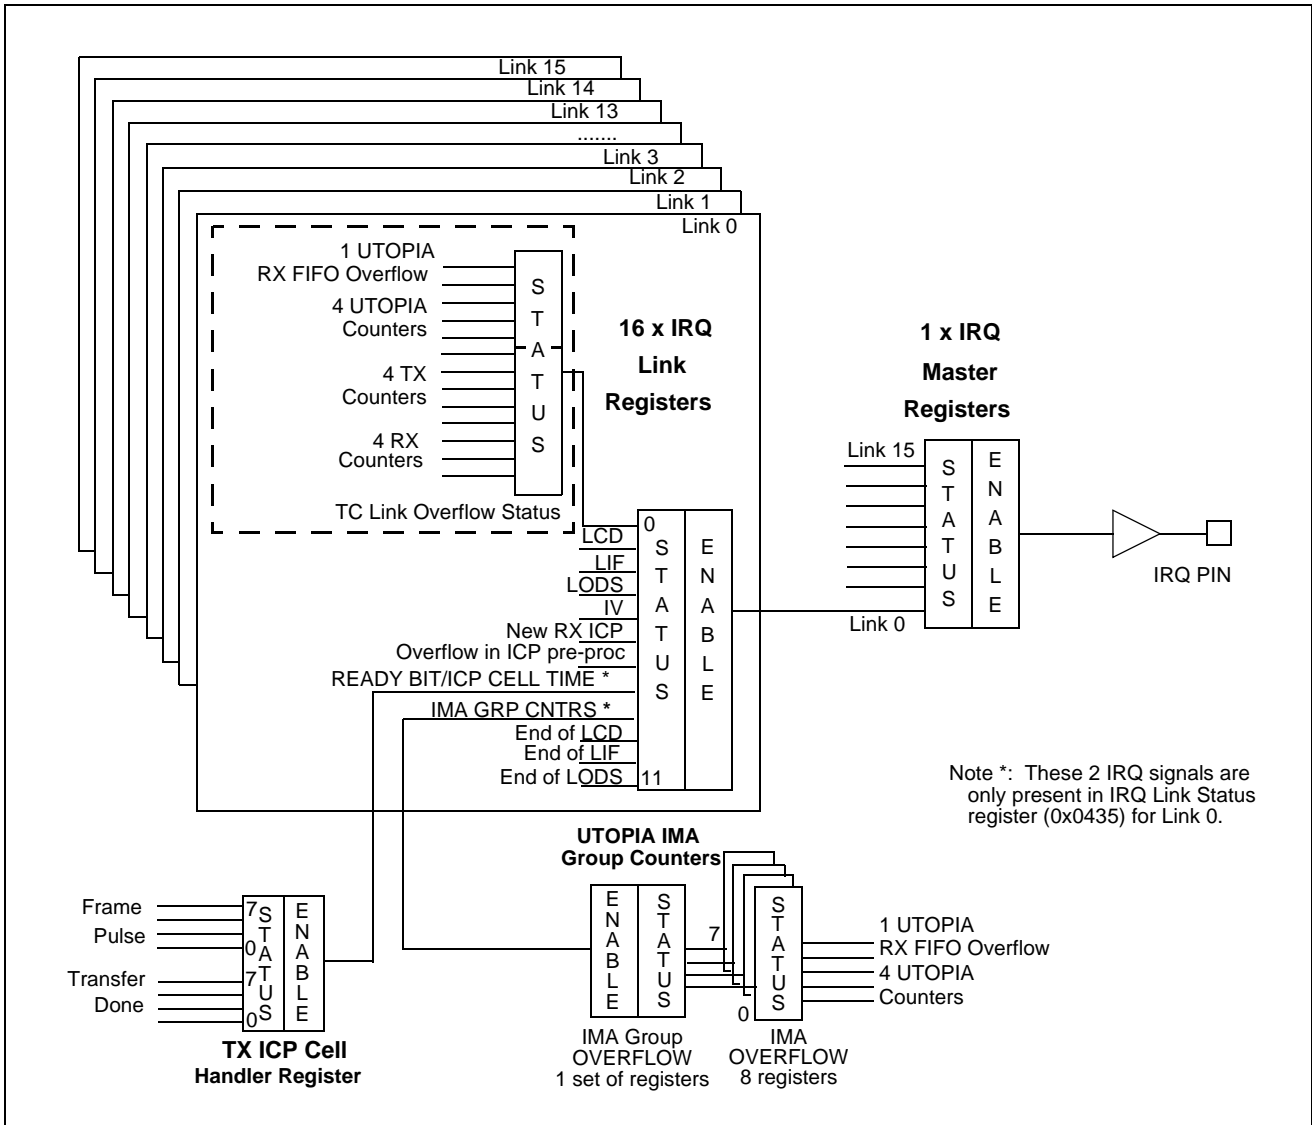 Link 15
Link 14
Link 13
.......
Link 3
Link 2
Link 1
Link 0
1 UTOPIA
RX FIFO Overflow
4 UTOPIA
Counters
4 TX
Counters
4 RX
Counters
S
T
A
T
U
S
TC Link Overflow Status
16 x IRQ
Link
Registers
LCD
LIF
LODS
IV
New RX ICP
Overflow in ICP pre-proc
READY BIT/ICP CELL TIME *
IMA GRP CNTRS *
End of LCD
End of LIF
End of LODS
0
S
T
A
T
U
S
11
E
N
A
B
L
E
1 x IRQ
Master
Registers
Link 15
Link 0
S
T
A
T
U
S
E
N
A
B
L
E
IRQ PIN
Note *: These 2 IRQ signals are
only present in IRQ Link Status
register (0x0435) for Link 0.
Frame
Pulse
Transfer
Done
7
0
7
0
S
T
A
T
U
S
E
N
A
B
L
E
TX ICP Cell
Handler Register
UTOPIA IMA
Group Counters
E
N
A
B
L
E
S
T
A
T
U
S
7
0
IMA Group
OVERFLOW
1 set of registers
S
T
A
T
U
S
IMA
OVERFLOW
8 registers
1 UTOPIA
RX FIFO Overflow
4 UTOPIA
Counters